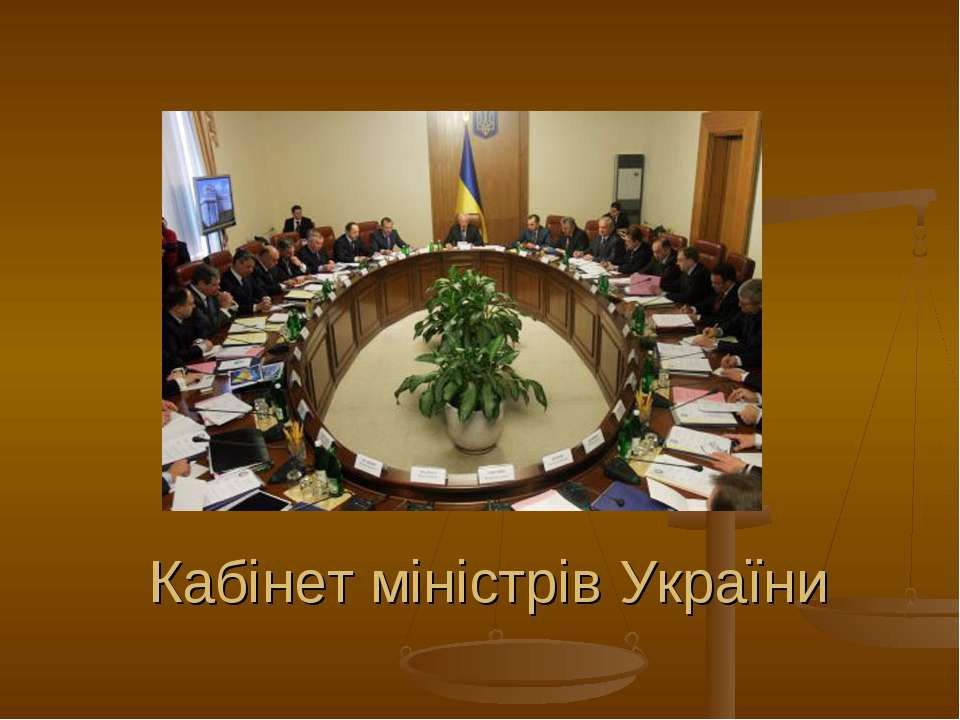 Кабінет міністрів України